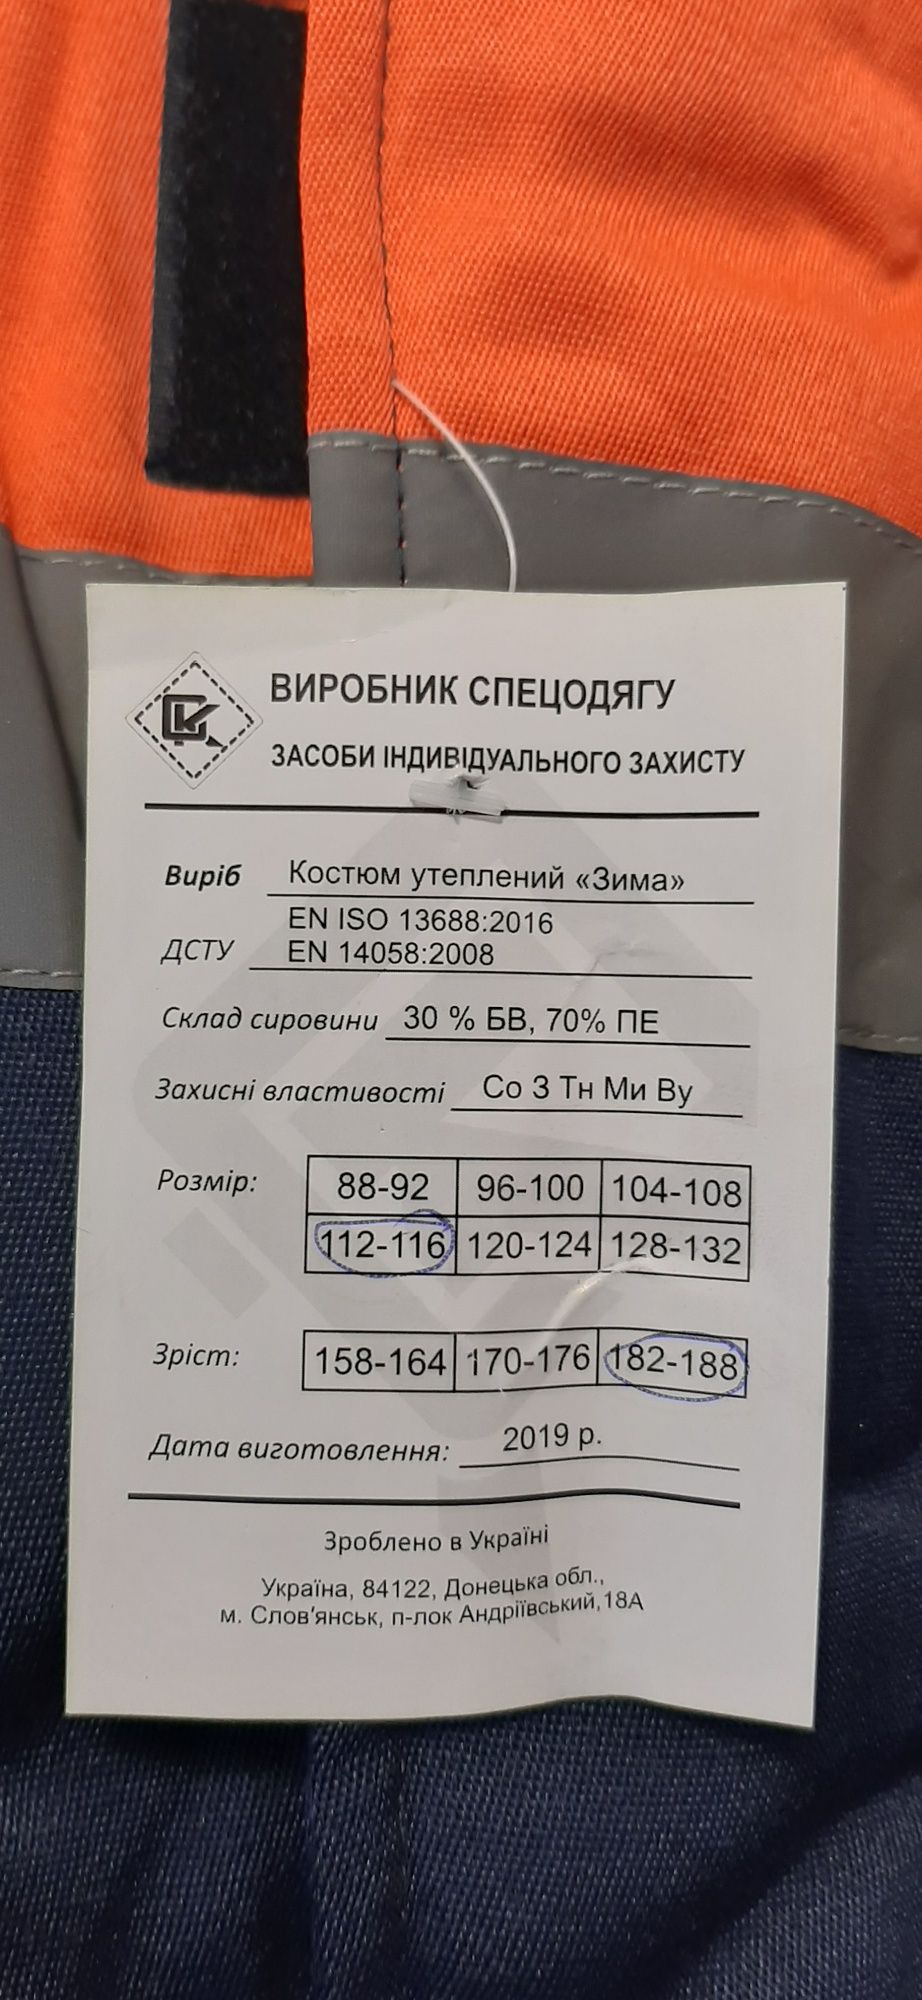 ВИРОБНИК СПЕЦОДЯГУ
ЗАСОБИ ІНДИВІДУАЛЬНОГО ЗАХИСТУ
Виріб Костюм утеплений «Зима»
EN ISO 13688:2016
ДСТУ EN 14058:2008
Склад сировини 30 % БВ, 70% ПЕ
Захисні властивості Со З Тн Ми Ву
Розмір: 88-92 96-100 104-108
112-116 120-124 128-132
Зріст: 158-164 170-176 182-188
Дата виготовлення: 2019 р.
Зроблено в Україні
Україна, 84122, Донецька обл.,
м. Слов'янськ, п-лок Андріївський,18А